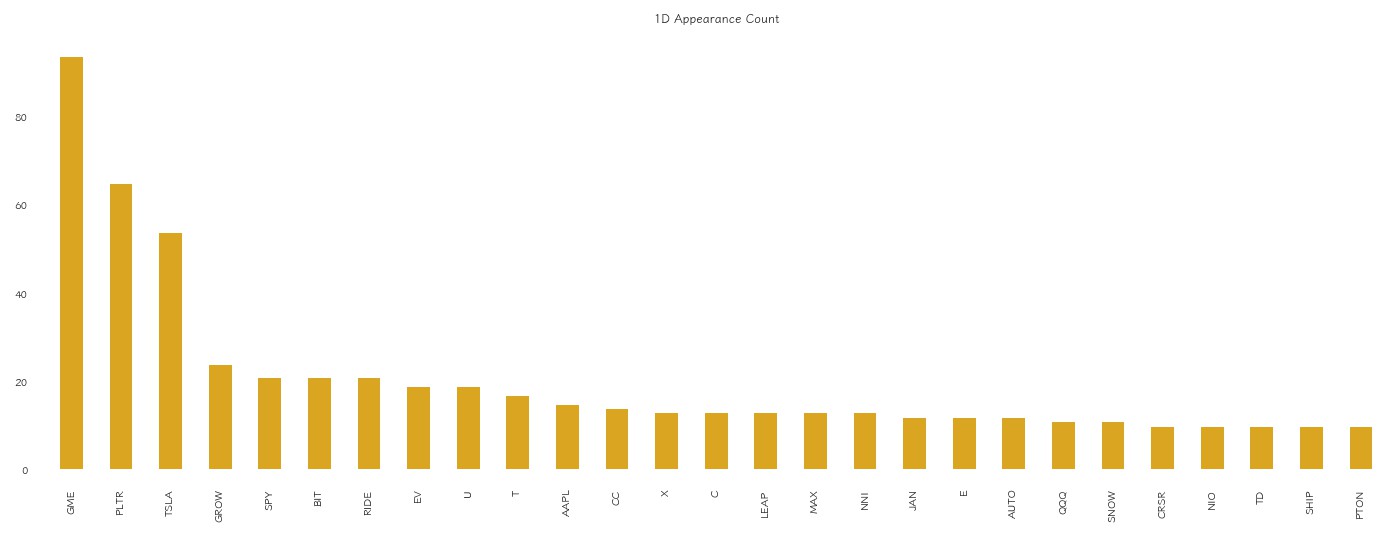 1D Appearance Count
80
60
40
20
0
GME
PLTR
TSLA
GROW
SPY
BIT
RIDE
EV
U
T
AAPL
CC
X
C
LEAP
MAX
NNI
JAN
E
AUTO
QQQ
SNOW
CRSR
NIO
TD
SHIP
PTON